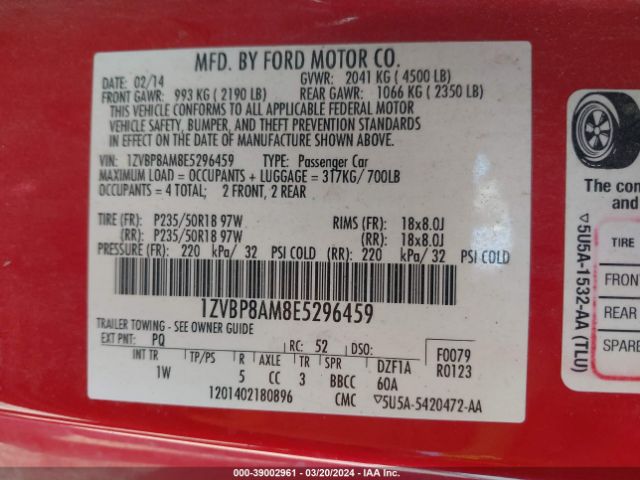 MFD. BY FORD MOTOR CO.
DATE: 02/14 GVWR: 2041 KG ( 4500 LB)
FRONT GAWR: 993 KG ( 2190 LB) REAR GAWR: 1066 KG ( 2350 LB)
THIS VEHICLE CONFORMS TO ALL APPLICABLE FEDERAL MOTOR
VEHICLE SAFETY, BUMPER, AND THEFT PREVENTION STANDARDS
IN EFFECT ON THE DATE OF MANUFACTURE SHOWN ABOVE.
VIN: 1ZVBP8AM8E5296459 TYPE: Passenger Car
MAXIMUM LOAD = OCCUPANTS + LUGGAGE = 317KG/ 700LB
OCCUPANTS = 4 TOTAL; 2 FRONT, 2 REAR
TIRE (FR): P235/50R18 97W RIMS (FR): 18x8.0J
(RR): P235/50R18 97W (RR): 18x8.0J
PRESSURE (FR): 220 kPa/ 32 PSI COLD (RR): 220 kPa/ 32 PSI COLD
1ZVBP8AM8E5296459
TRAILER TOWING - SEE OWNER GUIDE
EXT PNT: PQ RC: 52 DSO: F0079
INT TR TP/PS R AXLE TR SPR DZF1A R0123
1W 5 CC 3 BBCC 60A
1201402180896 CMC ▽5U5A-5420472-AA
The con
and
TIRE
FRONT
REAR
SPARE
▽5U5A-1532-AA (TLU)
000-39002961 - 03/20/2024 - IAA Inc.